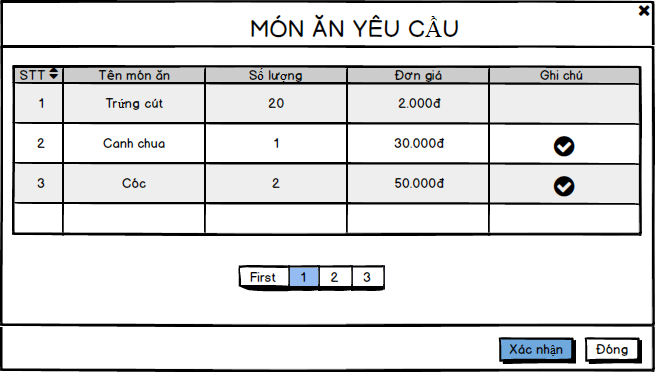 MÓN ĂN YÊU CẦU
STT Tên món ăn Số lượng Đơn giá Ghi chú
1 Trứng cút 20 2.000đ
2 Canh chua 1 30.000đ
3 Cóc 2 50.000đ
First 1 2 3
Xác nhận Đóng